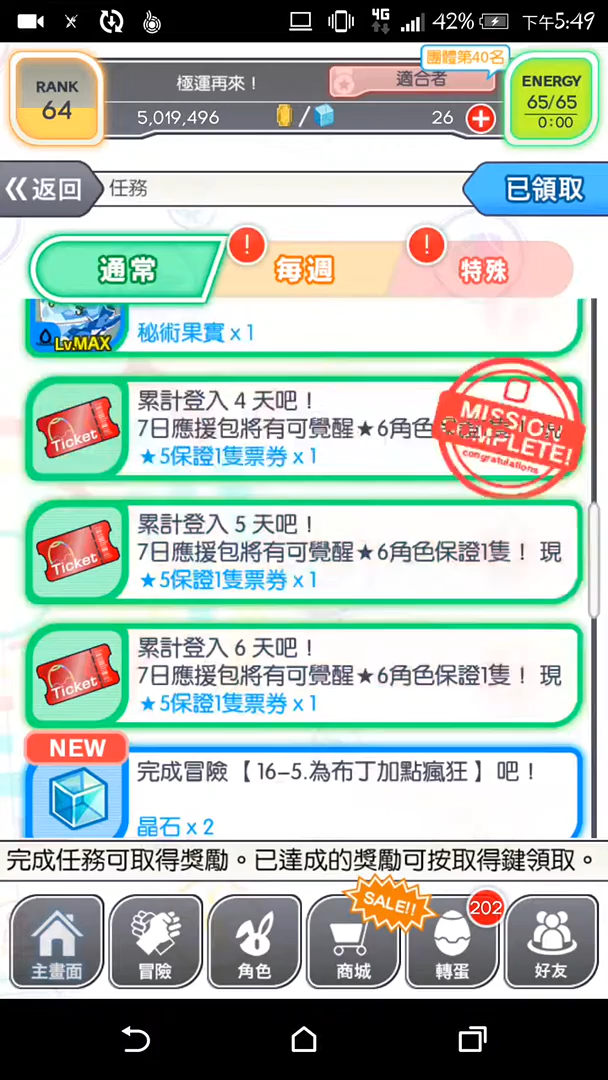 4G
42%
下午5:49
團體第40名
RANK
64
極運再來！
適合者
ENERGY
65/65
0:00
5,019,496
/
26
返回
任務
已領取
通常
!
每週
!
特殊
Lv.MAX
秘術果實 x 1
Ticket
累計登入 4 天吧！
7日應援包將有可覺醒★6角色保證1隻！現
★5保證1隻票券 x 1
MISSION
COMPLETE!
congratulations
Ticket
累計登入 5 天吧！
7日應援包將有可覺醒★6角色保證1隻！ 現
★5保證1隻票券 x 1
Ticket
累計登入 6 天吧！
7日應援包將有可覺醒★6角色保證1隻！ 現
★5保證1隻票券 x 1
NEW
完成冒險【 16-5.為布丁加點瘋狂 】吧！
晶石 x 2
完成任務可取得獎勵。已達成的獎勵可按取得鍵領取。
SALE!!
202
主畫面
冒險
角色
商城
轉蛋
好友